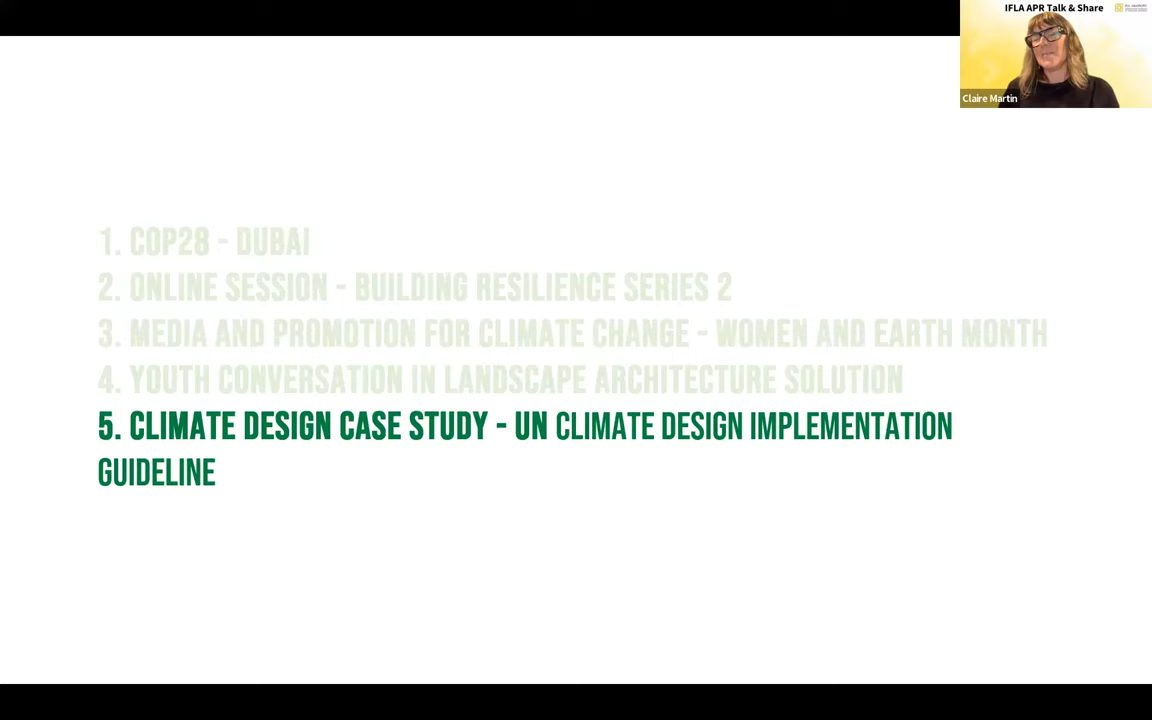 IFLA APR Talk & Share
Claire Martin
1. COP28 - DUBAI
2. ONLINE SESSION - BUILDING RESILIENCE SERIES 2
3. MEDIA AND PROMOTION FOR CLIMATE CHANGE - WOMEN AND EARTH MONTH
4. YOUTH CONVERSATION IN LANDSCAPE ARCHITECTURE SOLUTION
5. CLIMATE DESIGN CASE STUDY - UN CLIMATE DESIGN IMPLEMENTATION
GUIDELINE